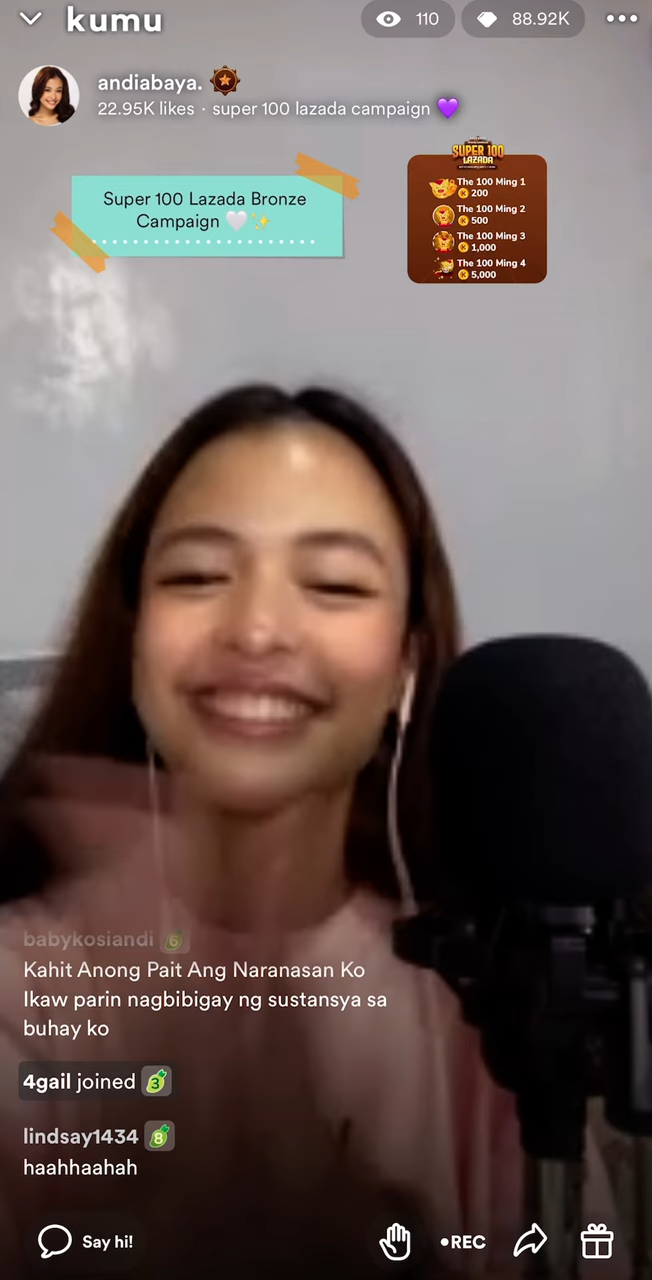 kumu
110
88.92K
andiabaya.
22.95K likes · super 100 lazada campaign 💜
Super 100 Lazada Bronze
Campaign 🤍✨
SUPER 100
LAZADA
The 100 Ming 1
200
The 100 Ming 2
500
The 100 Ming 3
1,000
The 100 Ming 4
5,000
babykosiandi 6
Kahit Anong Pait Ang Naranasan Ko
Ikaw parin nagbibigay ng sustansya sa
buhay ko
4gail joined 3
lindsay1434 8
haahhaahah
Say hi!
•REC